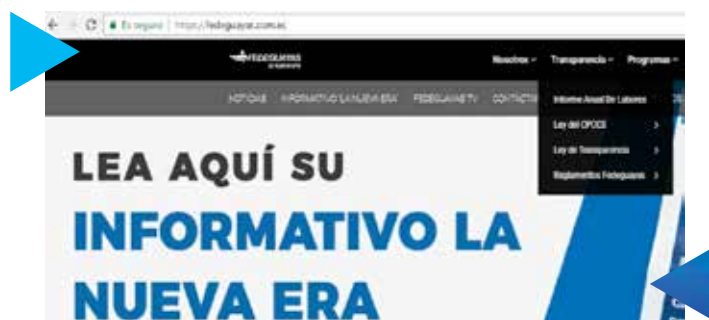 Es seguro | https://fedeguayas.com.ec
FEDEGUAYAS
Nosotros Transparencia Programas
NOTICIAS INFORMATIVO LA NUEVA ERA FEDEGUAYAS TV
Informe Anual De Labores
Ley del CPCCS
Ley de Transparencia
Reglamentos Fedeguayas
LEA AQUÍ SU
INFORMATIVO LA
NUEVA ERA